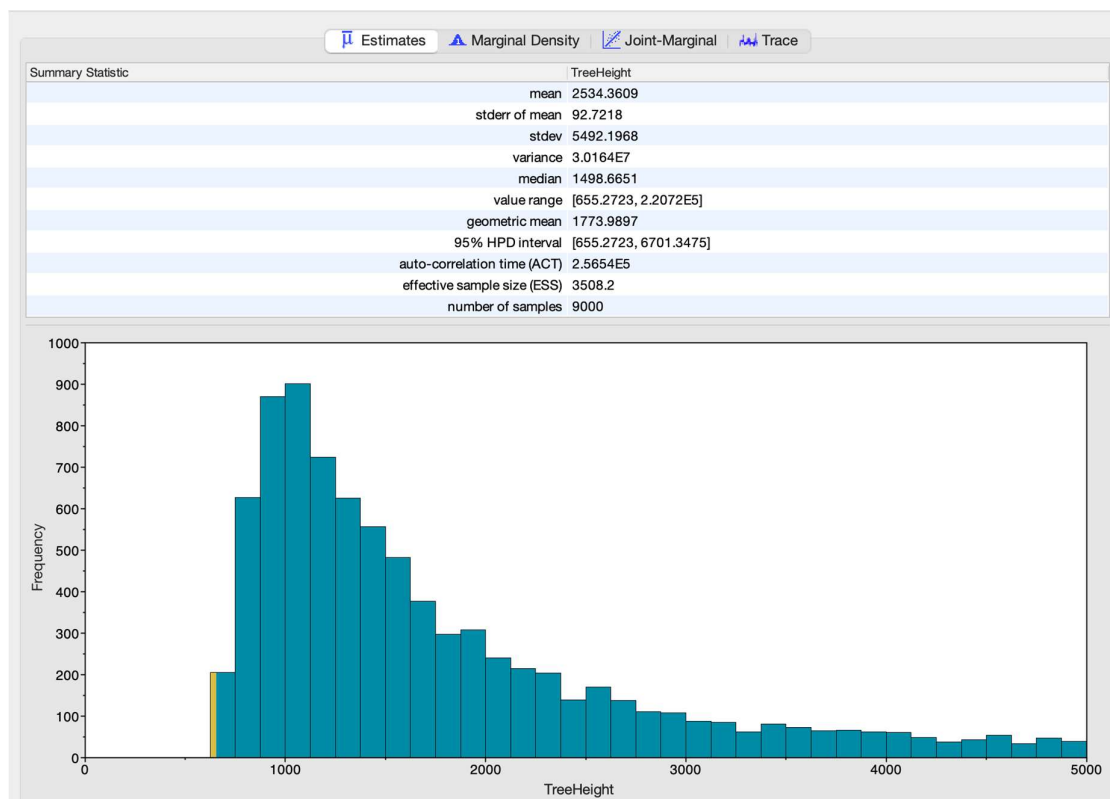 Estimates Marginal Density Joint-Marginal Trace
Summary Statistic TreeHeight
mean 2534.3609
stderr of mean 92.7218
stdev 5492.1968
variance 3.0164E7
median 1498.6651
value range [655.2723, 2.2072E5]
geometric mean 1773.9897
95% HPD interval [655.2723, 6701.3475]
auto-correlation time (ACT) 2.5654E5
effective sample size (ESS) 3508.2
number of samples 9000
1000
900
800
700
600
500
400
300
200
100
0
Frequency
0 1000 2000 3000 4000 5000
TreeHeight